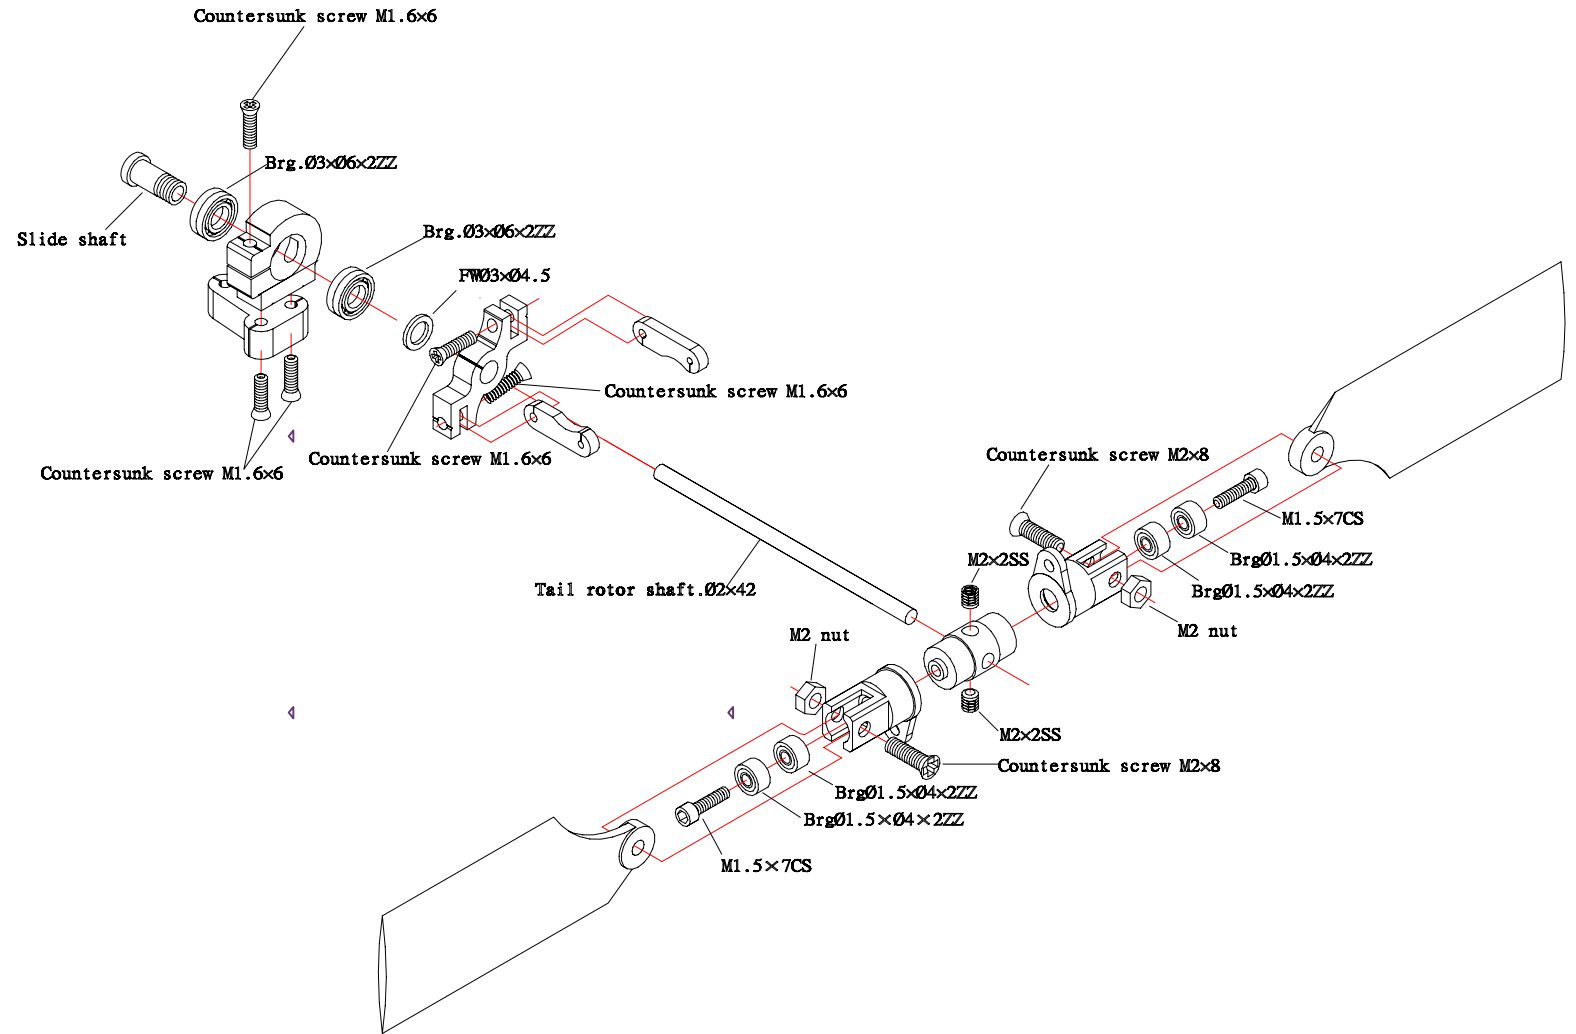 Countersunk screw M1.6×6
Brg.Ø3×Ø6×2ZZ
Slide shaft
Brg.Ø3×Ø6×2ZZ
FWØ3×Ø4.5
Countersunk screw M1.6×6
Countersunk screw M1.6×6
Countersunk screw M1.6×6
Countersunk screw M2×8
M1.5×7CS
BrgØ1.5×Ø4×2ZZ
BrgØ1.5×Ø4×2ZZ
M2×2SS
Tail rotor shaft.Ø2×42
M2 nut
M2 nut
M2×2SS
Countersunk screw M2×8
BrgØ1.5×Ø4×2ZZ
BrgØ1.5×Ø4×2ZZ
M1.5×7CS